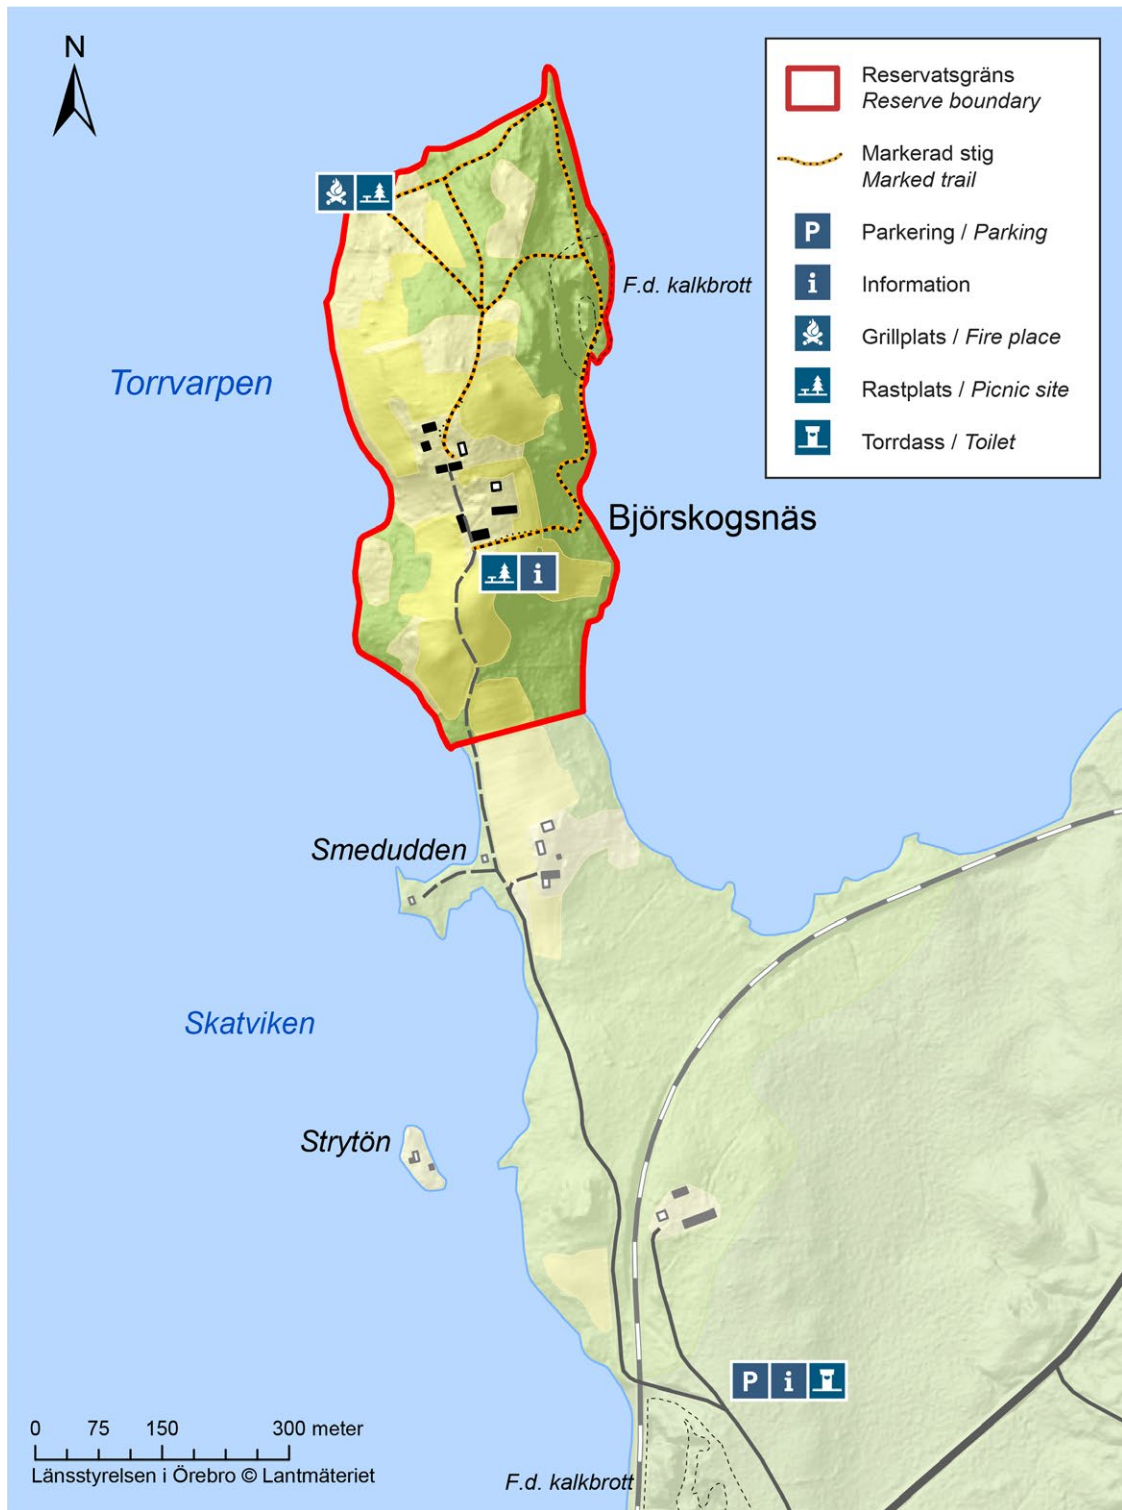 N
Reservatsgräns
Reserve boundary
Markerad stig
Marked trail
P Parkering / Parking
i Information
Grillplats / Fire place
Rastplats / Picnic site
Torrdass / Toilet
F.d. kalkbrott
Torrvarpen
Björskogsnäs
i
Smedudden
Skatviken
Strytön
P i
0 75 150 300 meter
Länsstyrelsen i Örebro © Lantmäteriet
F.d. kalkbrott